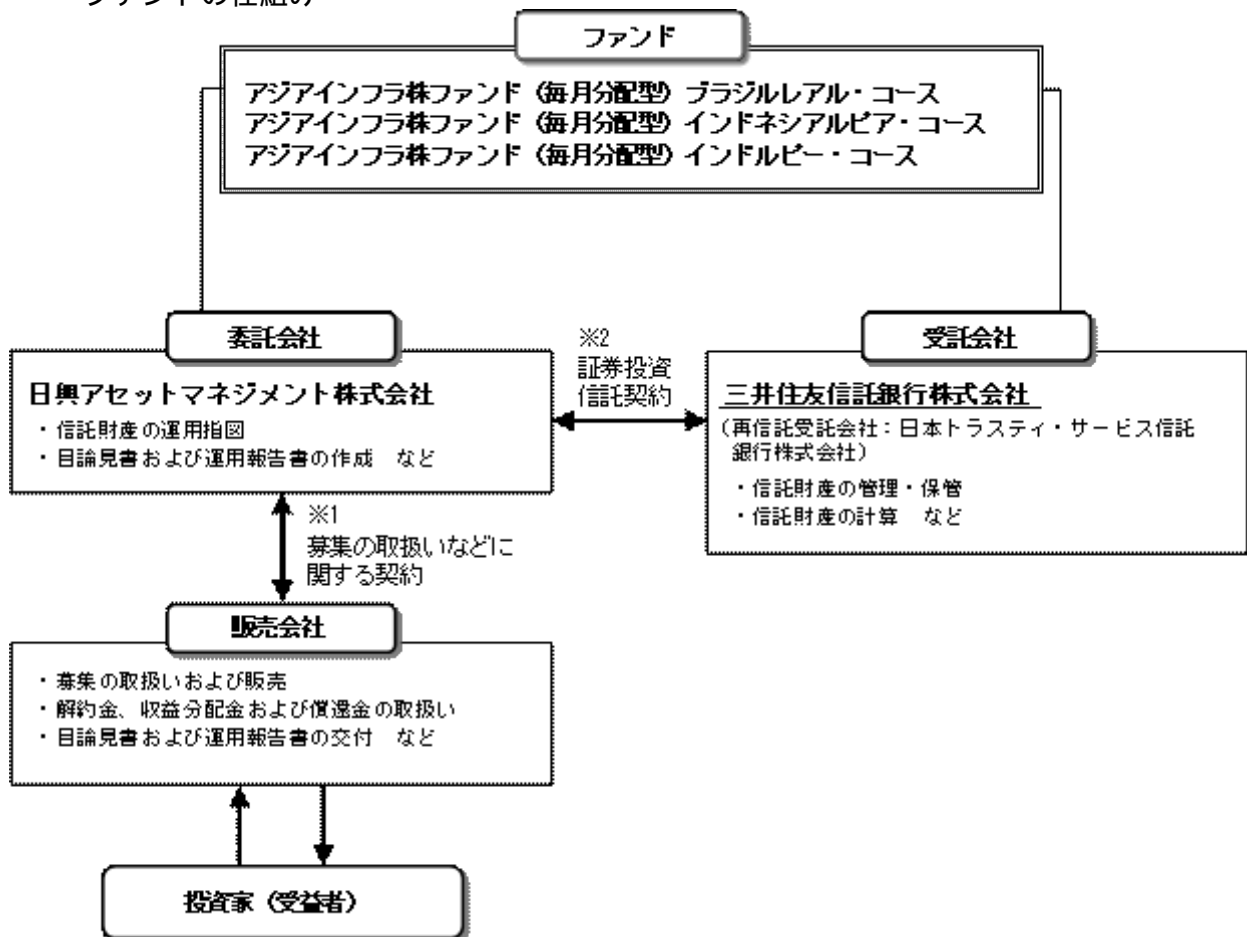 ファンドの仕組み
ファンド
アジアインフラ株ファンド（毎月分配型）ブラジルレアル・コース
アジアインフラ株ファンド（毎月分配型）インドネシアルピア・コース
アジアインフラ株ファンド（毎月分配型）インドルピー・コース
委託会社
日興アセットマネジメント株式会社
・信託財産の運用指図
・目論見書および運用報告書の作成　など
※2
証券投資
信託契約
受託会社
三井住友信託銀行株式会社
（再信託受託会社：日本トラスティ・サービス信託
銀行株式会社）
・信託財産の管理・保管
・信託財産の計算　など
※1
募集の取扱いなどに
関する契約
販売会社
・募集の取扱いおよび販売
・解約金、収益分配金および償還金の取扱い
・目論見書および運用報告書の交付　など
投資家（受益者）